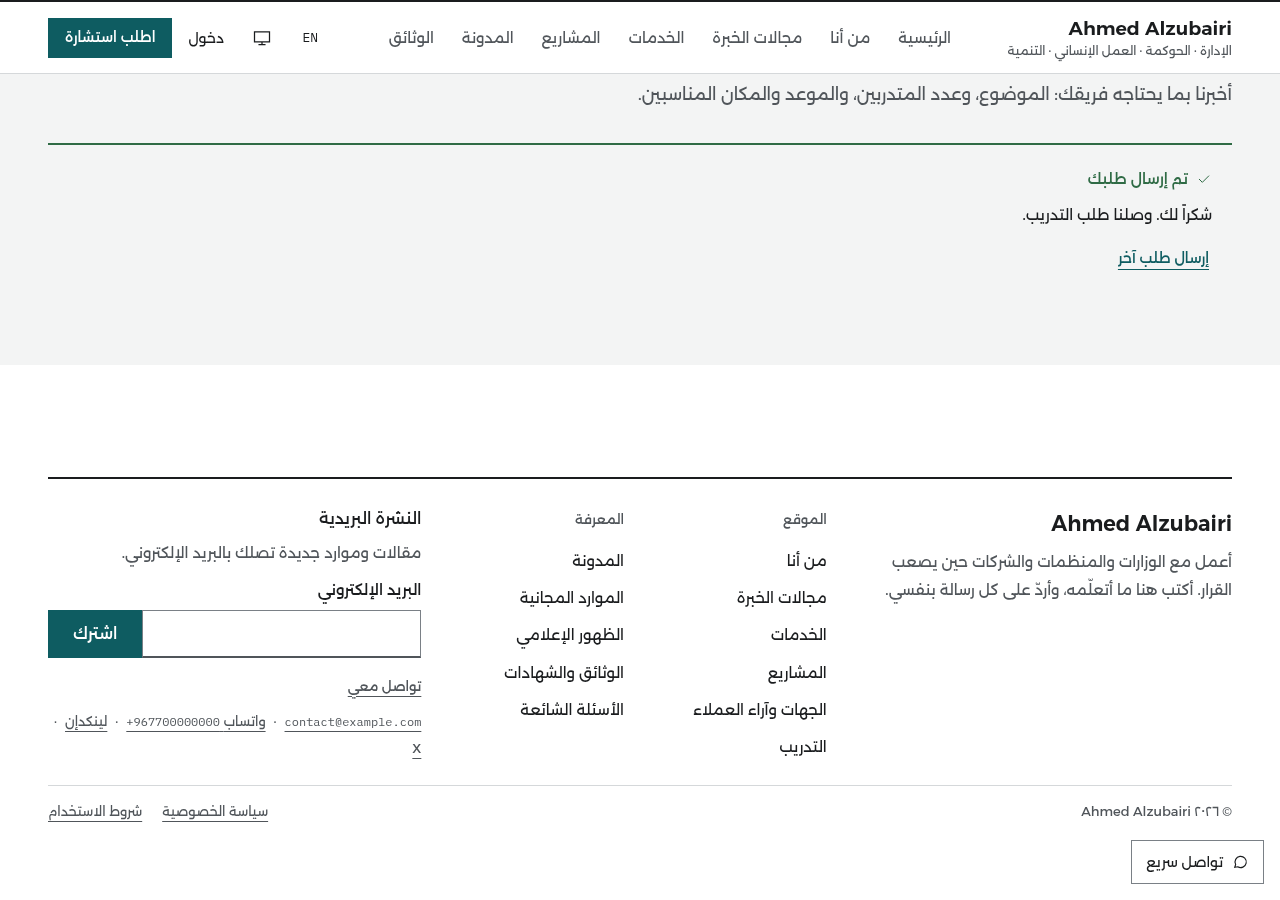 Ahmed Alzubairi
الإدارة · الحوكمة · العمل الإنساني · التنمية
الرئيسية
من أنا
مجالات الخبرة
الخدمات
المشاريع
المدونة
الوثائق
EN
دخول
اطلب استشارة
أخبرنا بما يحتاجه فريقك: الموضوع، وعدد المتدربين، والموعد والمكان المناسبين.
تم إرسال طلبك
شكراً لك. وصلنا طلب التدريب.
إرسال طلب آخر
Ahmed Alzubairi
أعمل مع الوزارات والمنظمات والشركات حين يصعب
القرار. أكتب هنا ما أتعلّمه، وأردّ على كل رسالة بنفسي.
الموقع
من أنا
مجالات الخبرة
الخدمات
المشاريع
الجهات وآراء العملاء
التدريب
المعرفة
المدونة
الموارد المجانية
الظهور الإعلامي
الوثائق والشهادات
الأسئلة الشائعة
النشرة البريدية
مقالات وموارد جديدة تصلك بالبريد الإلكتروني.
البريد الإلكتروني
اشترك
تواصل معي
contact@example.com · واتساب +967700000000 · لينكدإن ·
X
© ٢٠٢٦ Ahmed Alzubairi
سياسة الخصوصية
شروط الاستخدام
تواصل سريع